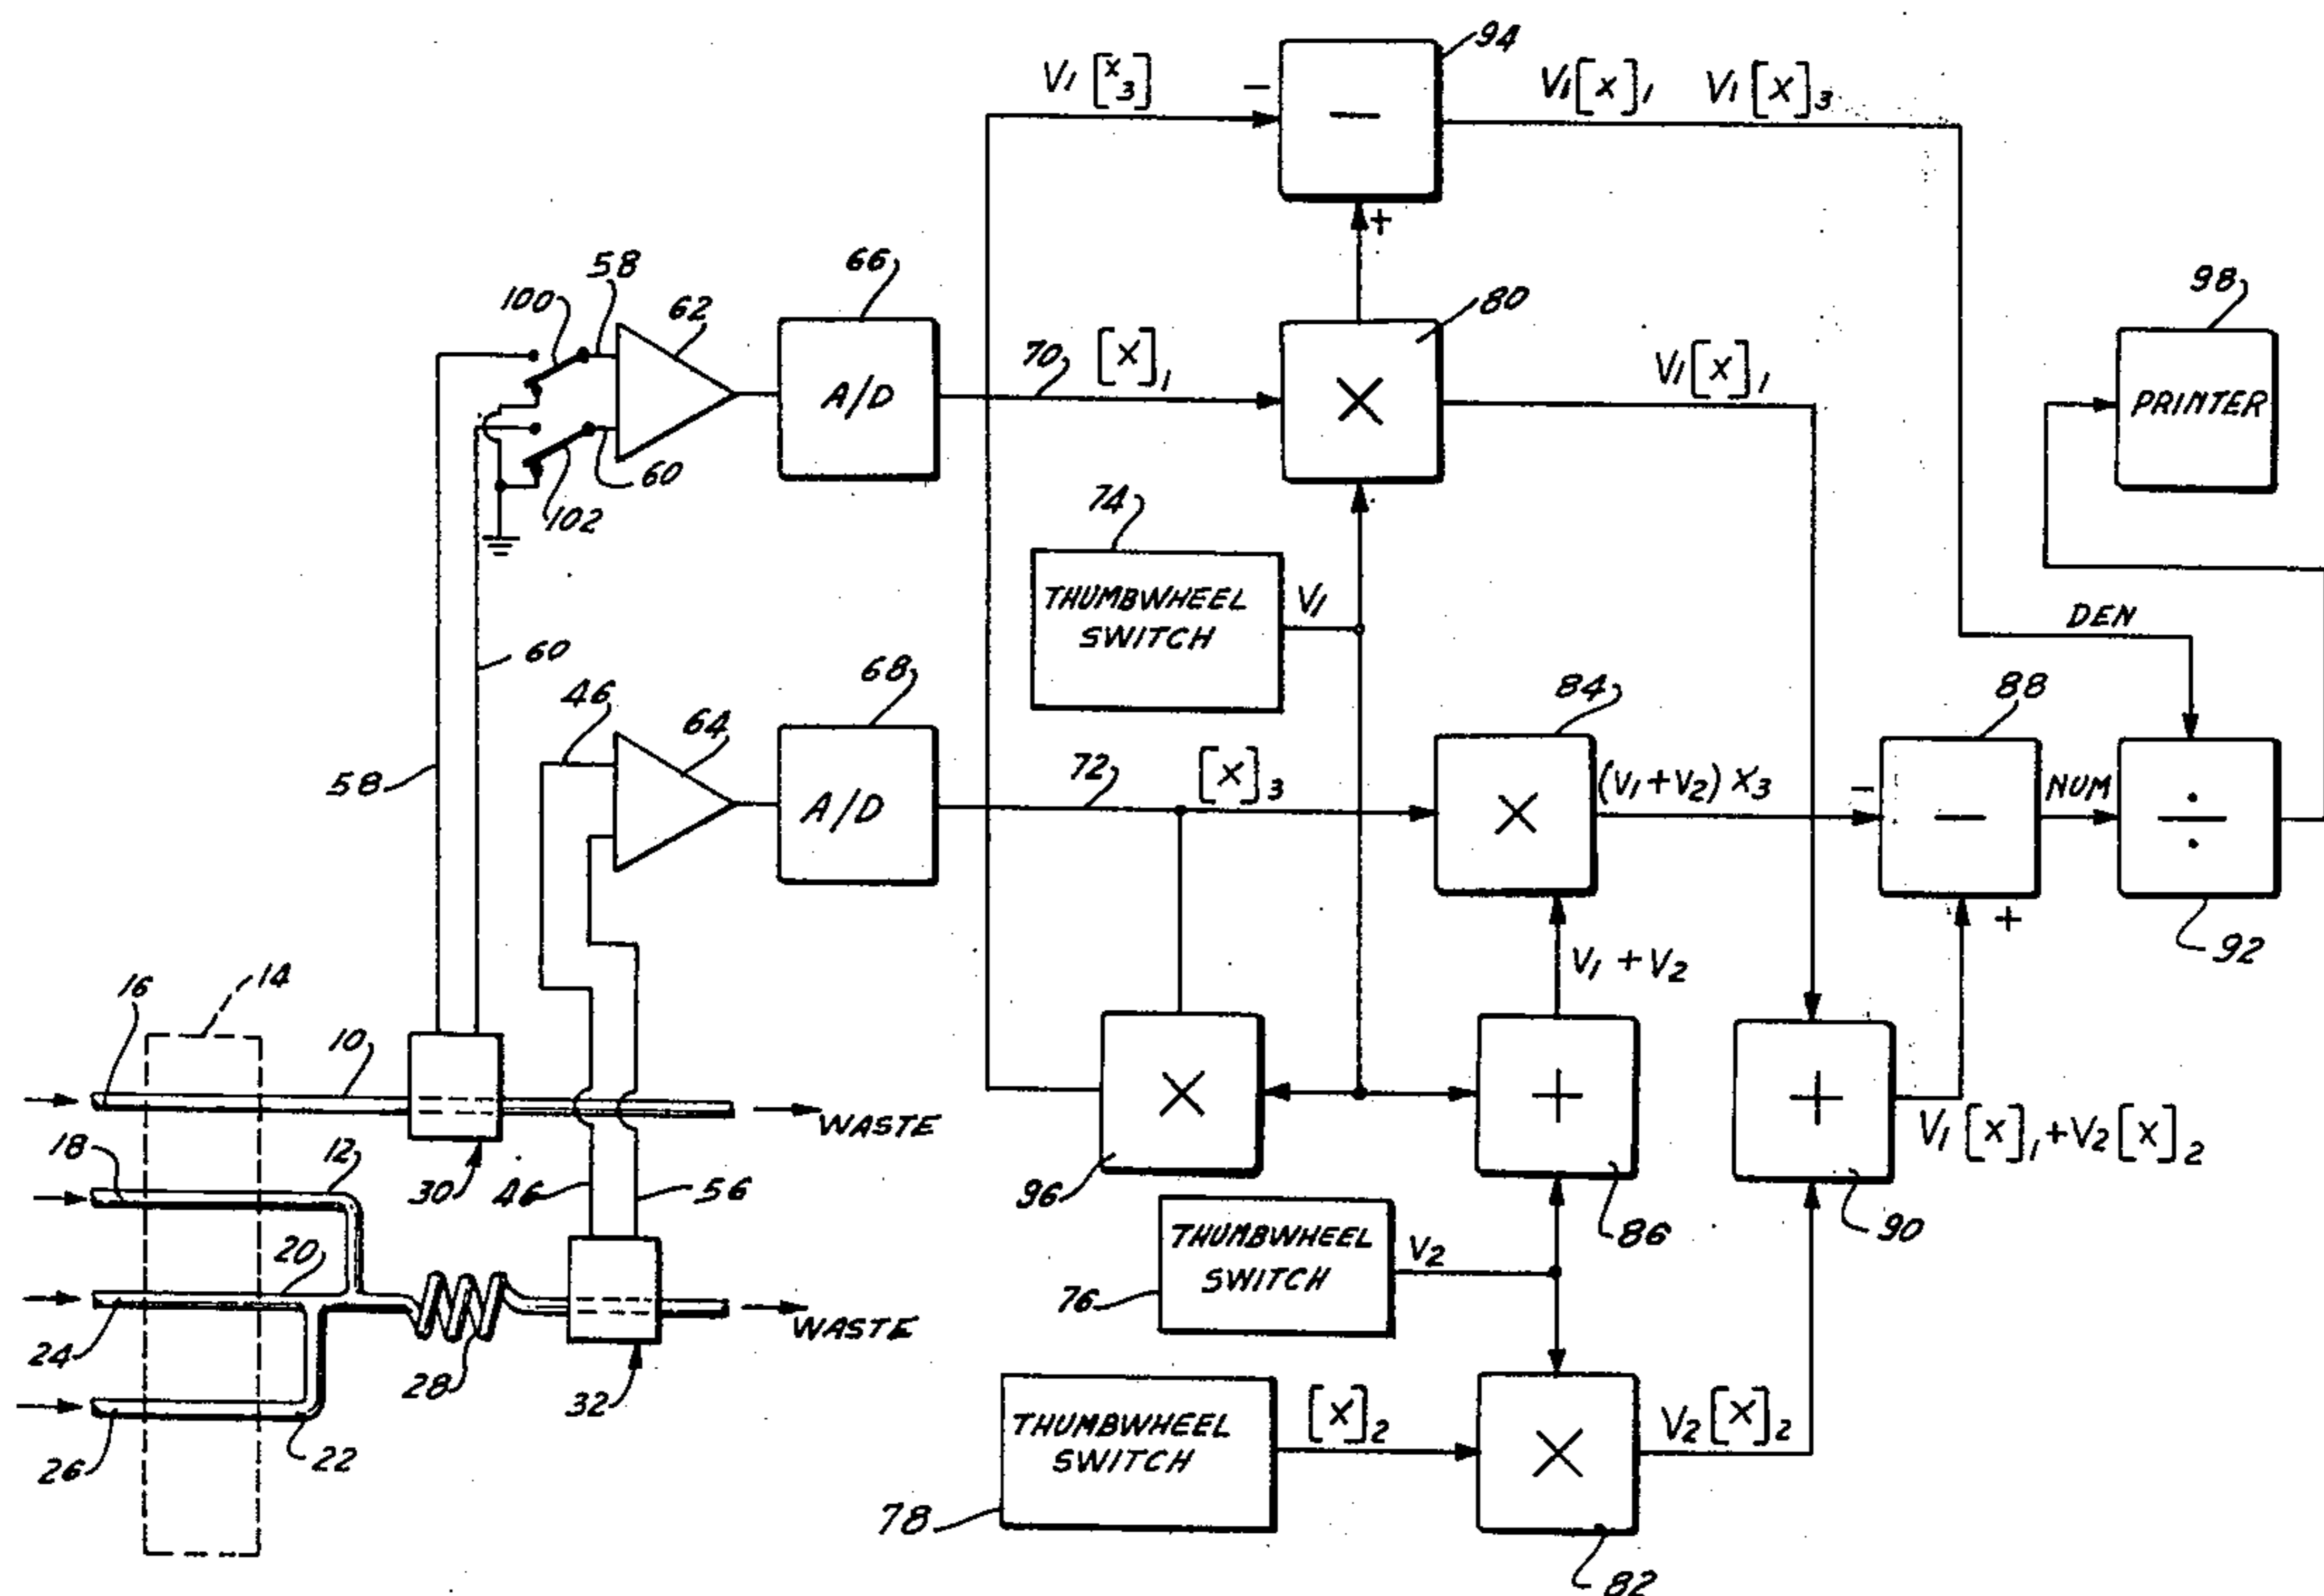 94
V1 [X3]
-
−
V1[X]1 V1[X]3
+
66
58
100
62
80
98
A/D
70
[X]1
×
V1[X]1
PRINTER
60
102
74
THUMBWHEEL
SWITCH
V1
DEN
60
46
68
84
88
64
58
A/D
72
[X]3
×
(V1+V2) X3
-
−
NUM
÷
+
92
V1+V2
16
14
10
WASTE
×
+
+
V1[X]1+V2[X]2
18
12
30
46
56
96
86
90
20
THUMBWHEEL
SWITCH
V2
76
WASTE
24
28
32
THUMBWHEEL
SWITCH
[X]2
×
V2[X]2
26
22
78
82